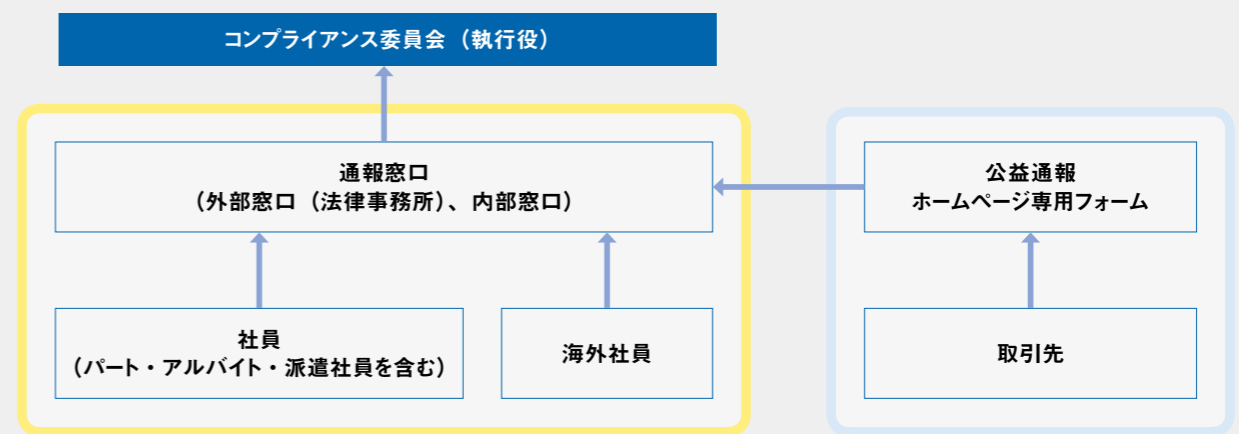 コンプライアンス委員会（執行役）
通報窓口
（外部窓口（法律事務所）、内部窓口）
公益通報
ホームページ専用フォーム
社員
（パート・アルバイト・派遣社員を含む）
海外社員
取引先